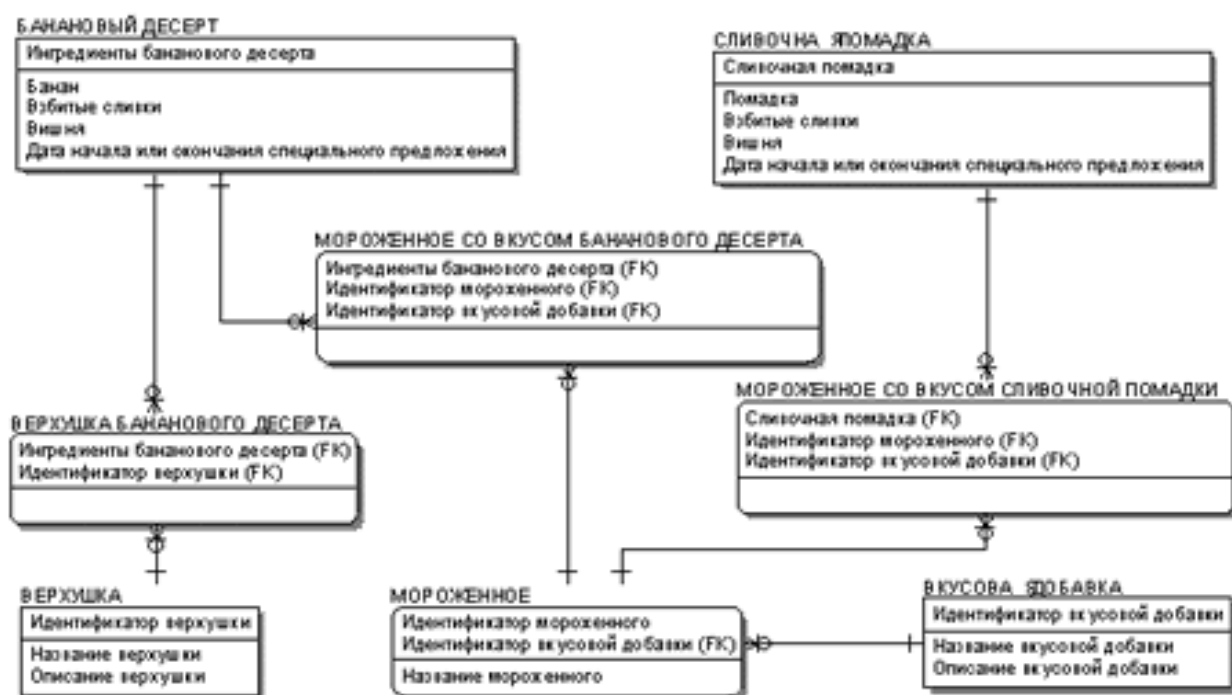 БАНАНОВЫЙ ДЕСЕРТ
Ингредиенты бананового десерта
Банан
Взбитые сливки
Вишня
Дата начала или окончания специального предложения
СЛИВОЧНА ЯПОМАДКА
Сливочная помадка
Помадка
Взбитые сливки
Вишня
Дата начала или окончания специального предложения
МОРОЖЕННОЕ СО ВКУСОМ БАНАНОВОГО ДЕСЕРТА
Ингредиенты бананового десерта (FK)
Идентификатор мороженного (FK)
Идентификатор вкусовой добавки (FK)
МОРОЖЕННОЕ СО ВКУСОМ СЛИВОЧНОЙ ПОМАДКИ
Сливочная помадка (FK)
Идентификатор мороженного (FK)
Идентификатор вкусовой добавки (FK)
ВЕРХУШКА БАНАНОВОГО ДЕСЕРТА
Ингредиенты бананового десерта (FK)
Идентификатор верхушки (FK)
ВЕРХУШКА
Идентификатор верхушки
Название верхушки
Описание верхушки
МОРОЖЕННОЕ
Идентификатор мороженного
Идентификатор вкусовой добавки (FK)
Название мороженного
ВКУСОВА ЯДОБАВКА
Идентификатор вкусовой добавки
Название вкусовой добавки
Описание вкусовой добавки